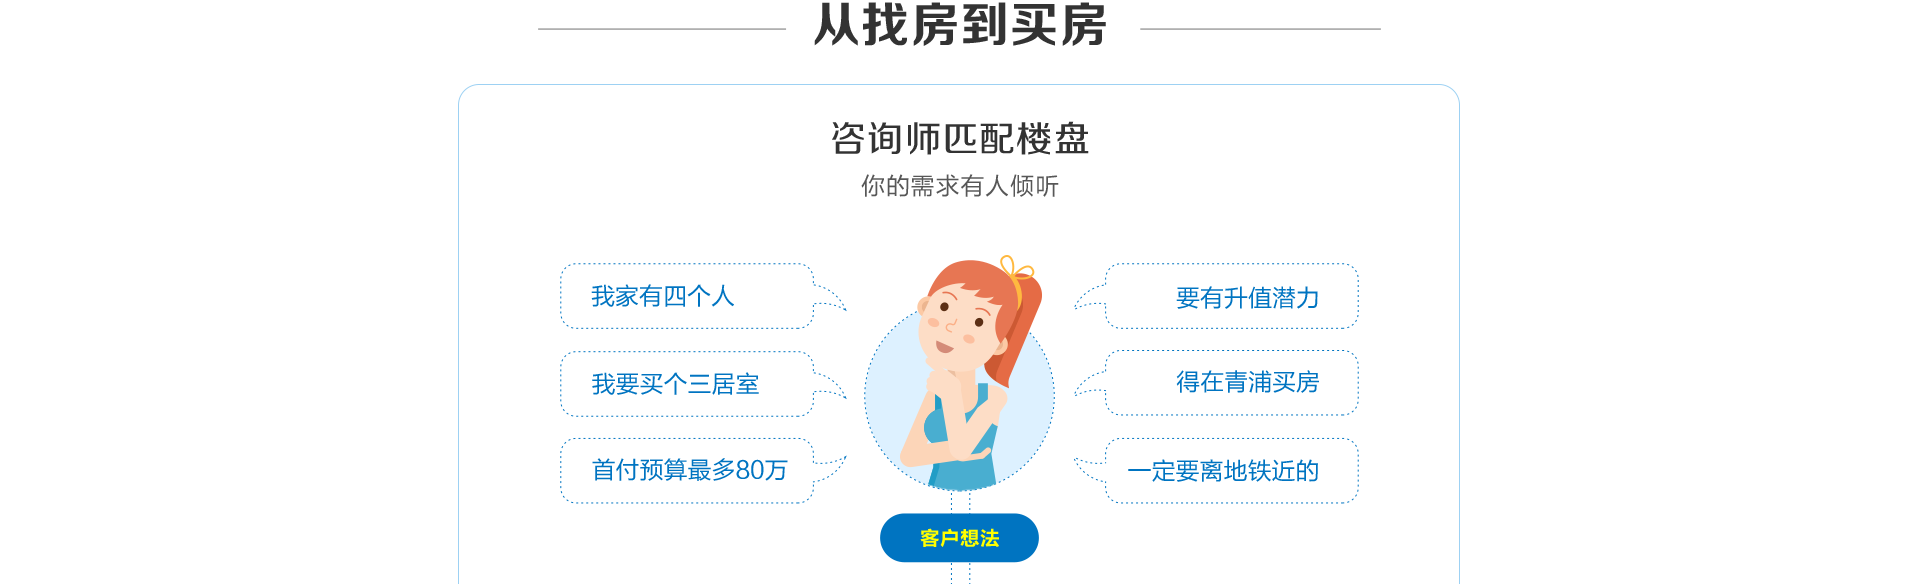 从找房到买房
咨询师匹配楼盘
你的需求有人倾听
我家有四个人
要有升值潜力
我要买个三居室
得在青浦买房
首付预算最多80万
一定要离地铁近的
客户想法